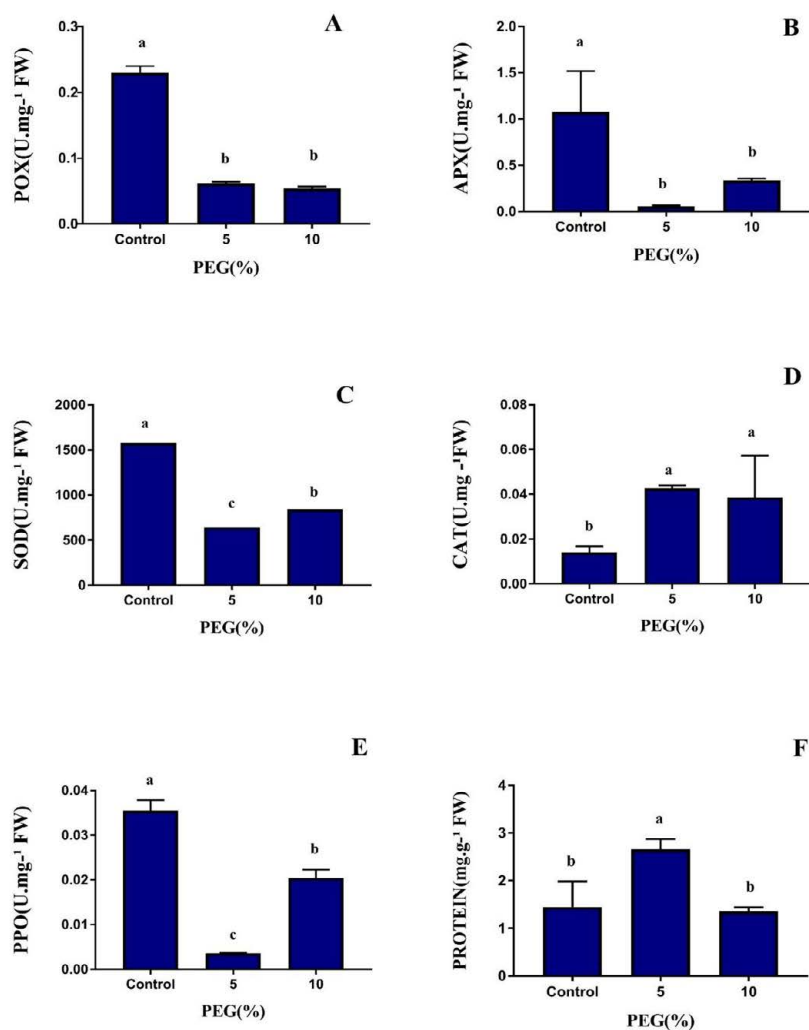 A
POX(U.mg-¹ FW)
0.3
0.2
0.1
0.0
a
b
b
Control
5
10
PEG(%)
B
APX(U.mg-¹ FW)
2.0
1.5
1.0
0.5
0.0
a
b
b
Control
5
10
PEG(%)
C
SOD(U.mg-¹ FW)
2000
1500
1000
500
0
a
c
b
Control
5
10
PEG(%)
D
CAT(U.mg -¹FW)
0.08
0.06
0.04
0.02
0.00
b
a
a
Control
5
10
PEG(%)
E
PPO(U.mg-¹ FW)
0.04
0.03
0.02
0.01
0.00
a
c
b
Control
5
10
PEG(%)
F
PROTEIN(mg.g-¹ FW)
4
3
2
1
0
b
a
b
Control
5
10
PEG(%)